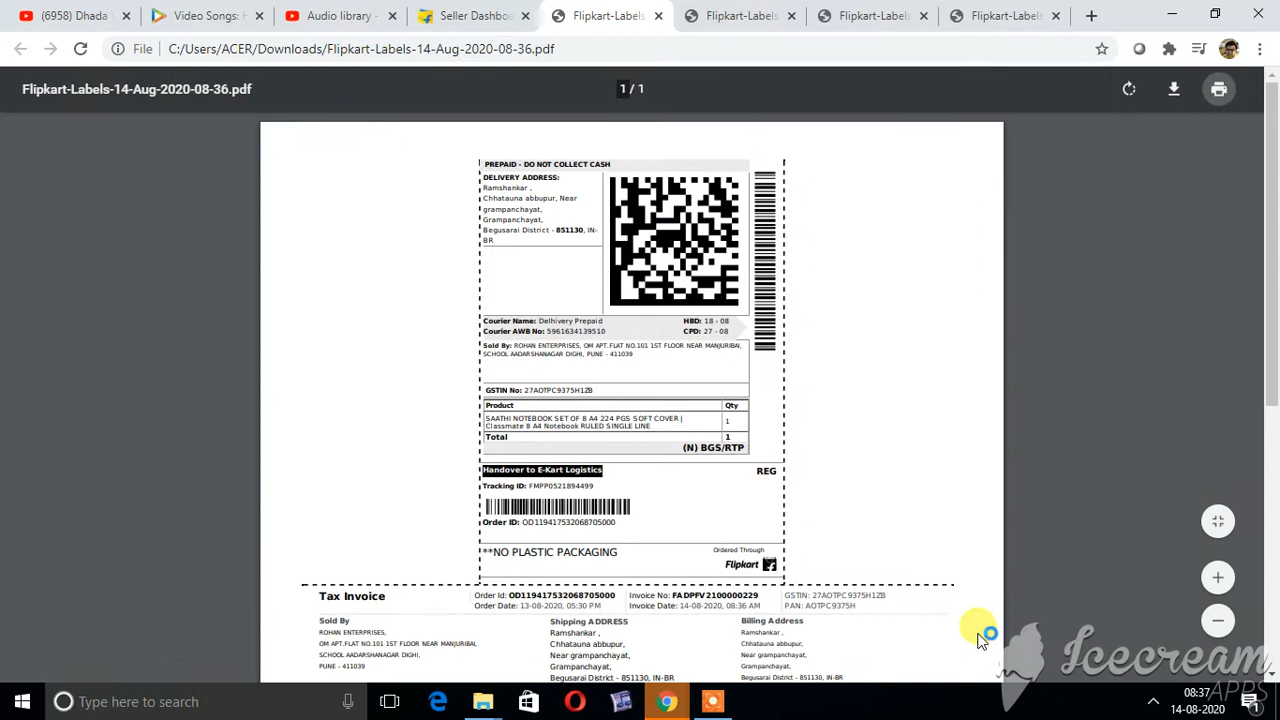 (6958) Dhada
Video Songs: F
Audio library -
Seller Dashboa
Flipkart-Labels-
Flipkart-Labels-
Flipkart-Labels-
Flipkart-Labels-
File
C:/Users/ACER/Downloads/Flipkart-Labels-14-Aug-2020-08-36.pdf
Flipkart-Labels-14-Aug-2020-08-36.pdf
1 / 1
PREPAID - DO NOT COLLECT CASH
DELIVERY ADDRESS:
Ramshankar ,
Chhatauna abbupur, Near
grampanchayat,
Grampanchayat,
Begusarai District - 851130, IN-
BR
Courier Name: Delhivery Prepaid
HBD: 18 - 08
Courier AWB No: 5961634139510
CPD: 27 - 08
Sold By: ROHAN ENTERPRISES, OM APT.FLAT NO.101 1ST FLOOR NEAR MANJURIBAI,
SCHOOL AADARSHANAGAR DIGHI, PUNE - 411039
GSTIN No: 27AOTPC9375H1ZB
Product Qty
SAATHI NOTEBOOK SET OF 8 A4 224 PGS SOFT COVER |
Classmate 8 A4 Notebook RULED SINGLE LINE
1
Total 1
(N) BGS/RTP
Handover to E-Kart Logistics
REG
Tracking ID: FMPP0521894499
Order ID: OD119417532068705000
**NO PLASTIC PACKAGING
Ordered Through
Flipkart
Tax Invoice
Order Id: OD119417532068705000
Invoice No: FADPFV2100000229
GSTIN: 27AOTPC9375H1ZB
Order Date: 13-08-2020, 05:30 PM
Invoice Date: 14-08-2020, 08:36 AM
PAN: AOTPC9375H
Sold By
ROHAN ENTERPRISES,
OM APT.FLAT NO.101 1ST FLOOR NEAR MANJURIBAI,
SCHOOL AADARSHANAGAR DIGHI,
PUNE - 411039
Shipping ADDRESS
Ramshankar ,
Chhatauna abbupur,
Near grampanchayat,
Grampanchayat,
Begusarai District - 851130, IN-BR
Billing Address
Ramshankar ,
Chhatauna abbupur,
Near grampanchayat,
Grampanchayat,
Begusarai District - 851130, IN-BR
Icecream
APPS
Type here to search
08:37
14-08-2020
1